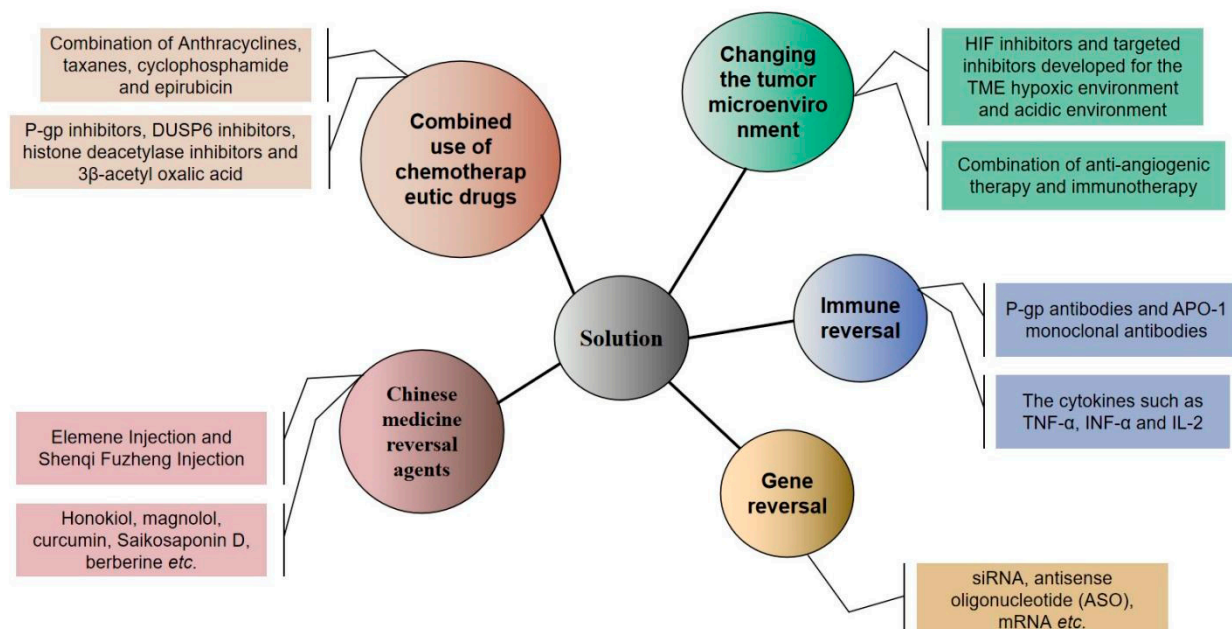 Combination of Anthracyclines,
taxanes, cyclophosphamide
and epirubicin
P-gp inhibitors, DUSP6 inhibitors,
histone deacetylase inhibitors and
3β-acetyl oxalic acid
Combined
use of
chemotherap
eutic drugs
Changing
the tumor
microenviro
nment
HIF inhibitors and targeted
inhibitors developed for the
TME hypoxic environment
and acidic environment
Combination of anti-angiogenic
therapy and immunotherapy
Solution
Immune
reversal
P-gp antibodies and APO-1
monoclonal antibodies
The cytokines such as
TNF-α, INF-α and IL-2
Chinese
medicine
reversal
agents
Elemene Injection and
Shenqi Fuzheng Injection
Honokiol, magnolol,
curcumin, Saikosaponin D,
berberine etc.
Gene
reversal
siRNA, antisense
oligonucleotide (ASO),
mRNA etc.